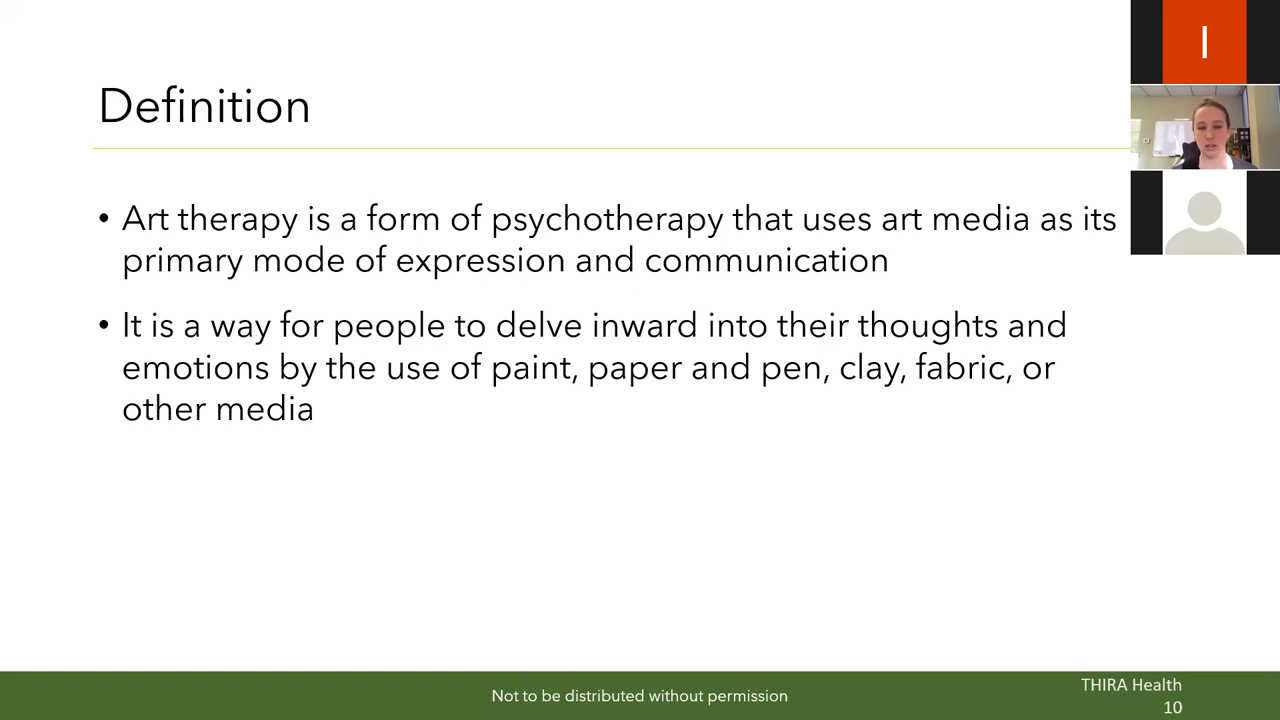 Definition
• Art therapy is a form of psychotherapy that uses art media as its
primary mode of expression and communication
• It is a way for people to delve inward into their thoughts and
emotions by the use of paint, paper and pen, clay, fabric, or
other media
Not to be distributed without permission
THIRA Health
10
I